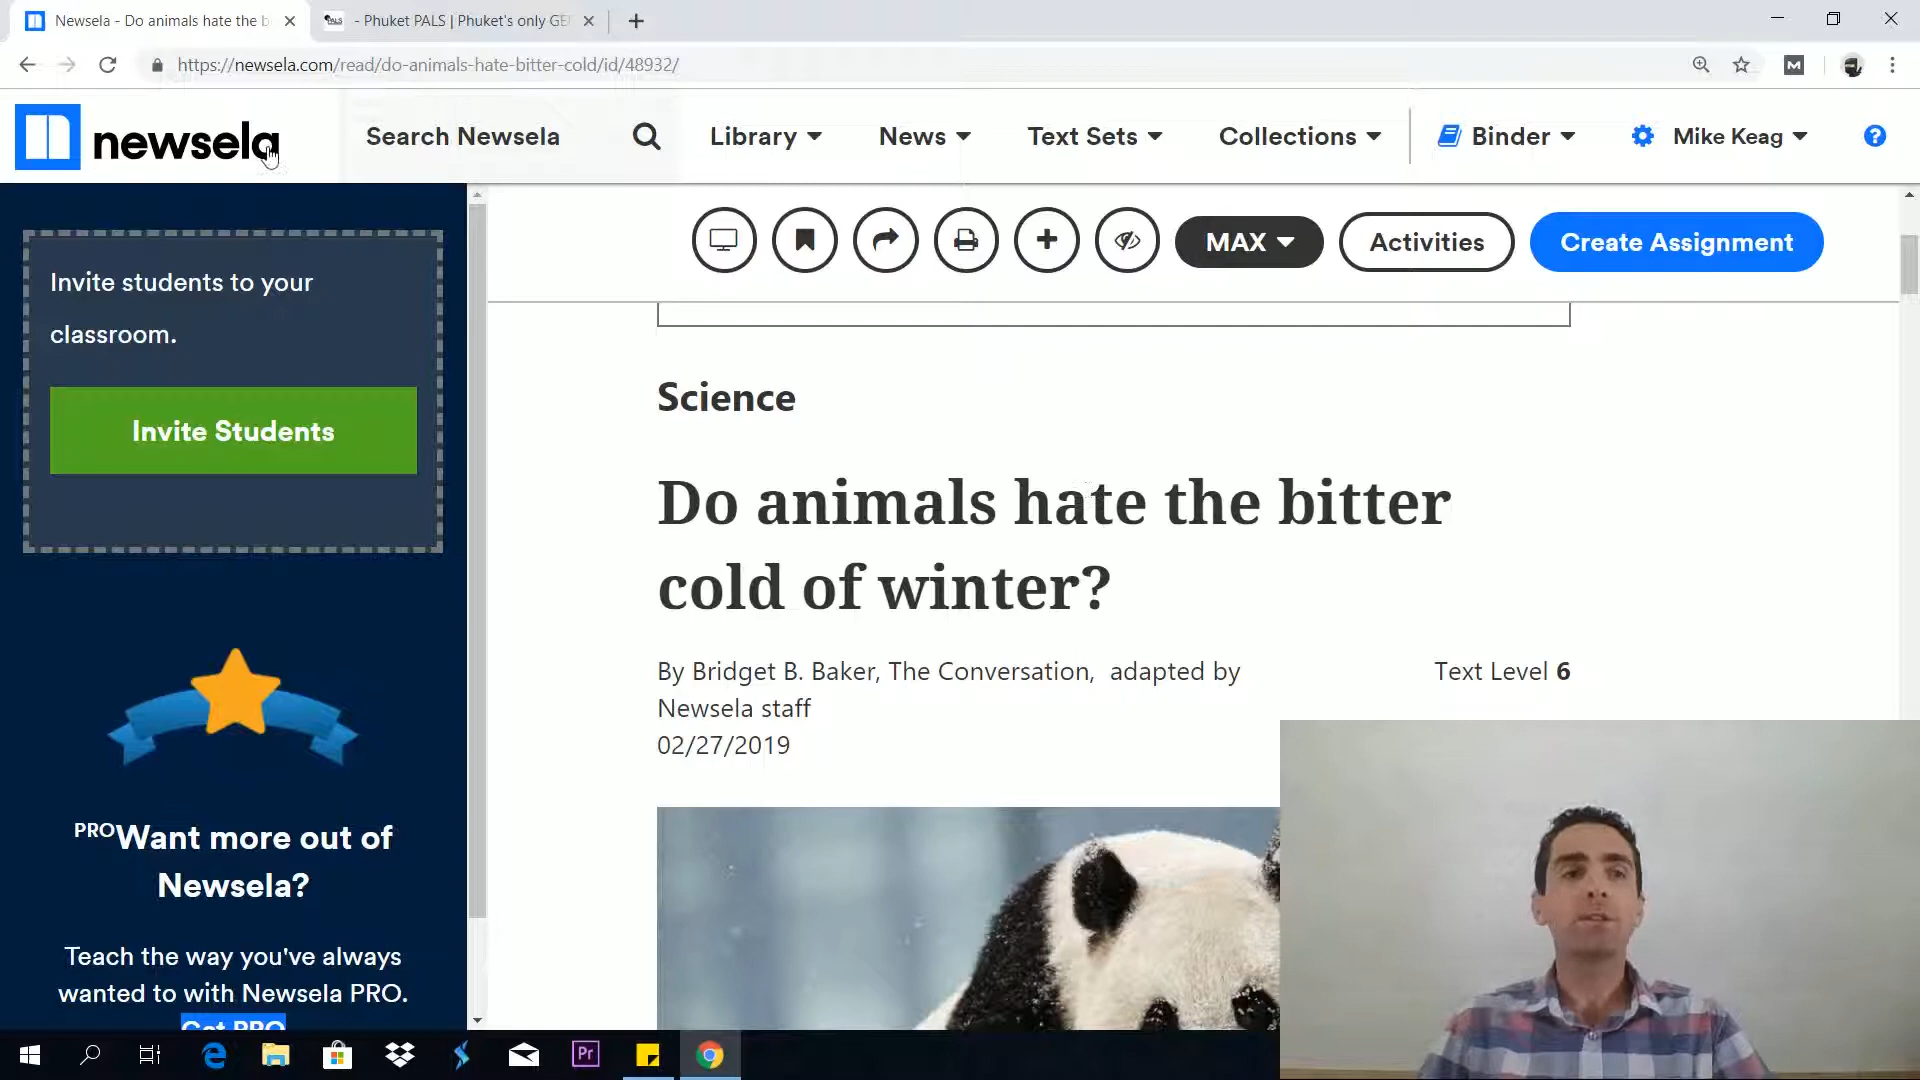 Newsela - Do animals hate the b
- Phuket PALS | Phuket's only GE
https://newsela.com/read/do-animals-hate-bitter-cold/id/48932/
newsela
Search Newsela
Library
News
Text Sets
Collections
Binder
Mike Keag
MAX
Activities
Create Assignment
Invite students to your
classroom.
Invite Students
PROWant more out of
Newsela?
Teach the way you've always
wanted to with Newsela PRO.
Get PRO
Science
Do animals hate the bitter
cold of winter?
By Bridget B. Baker, The Conversation, adapted by
Newsela staff
02/27/2019
Text Level 6
Pr